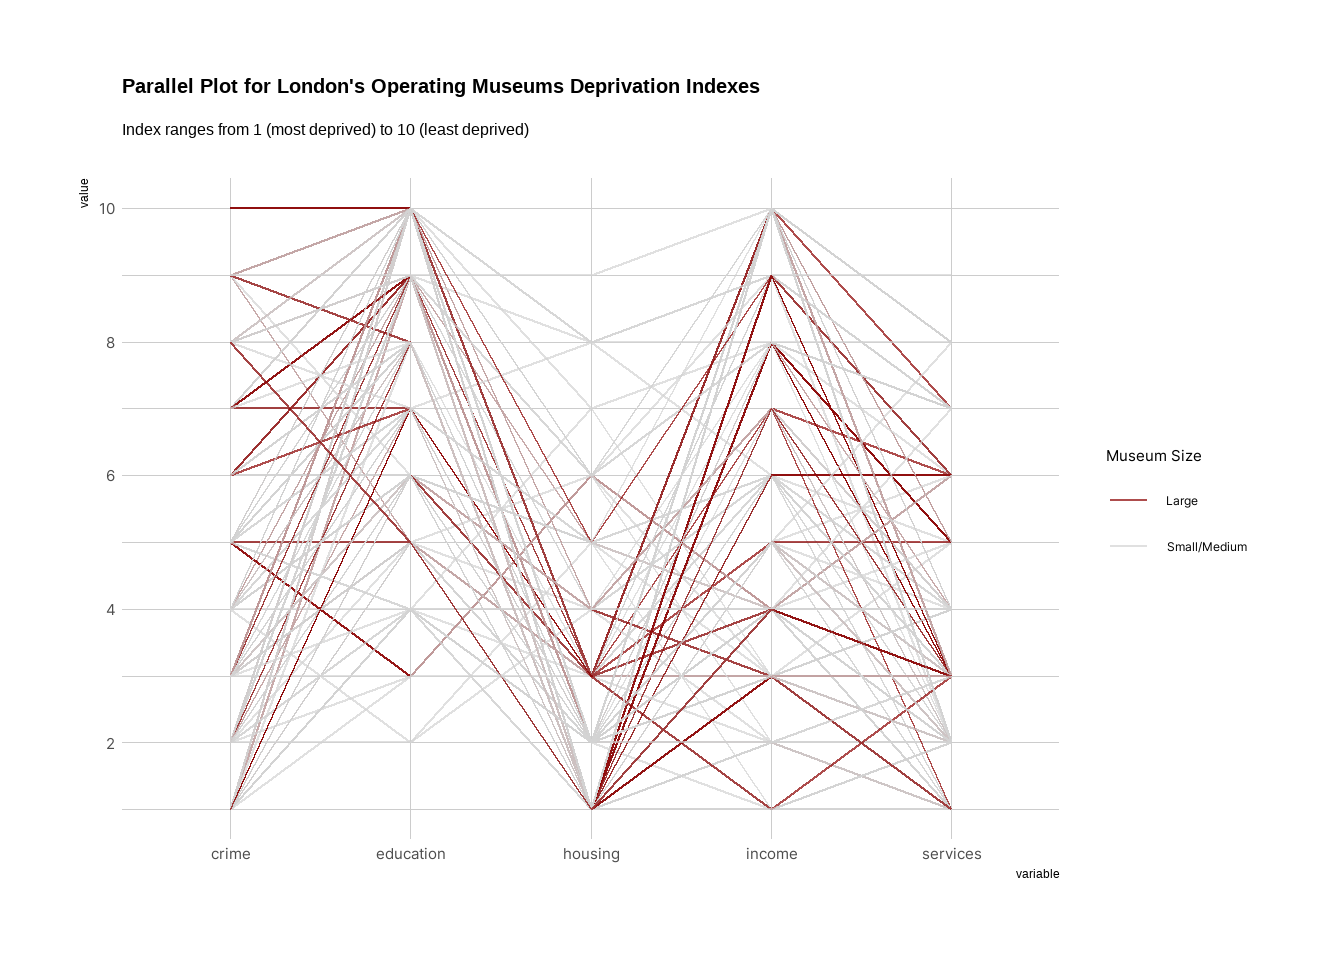 Parallel Plot for London's Operating Museums Deprivation Indexes
Index ranges from 1 (most deprived) to 10 (least deprived)
value
10
8
6
4
2
crime education housing income services
variable
Museum Size
Large
Small/Medium